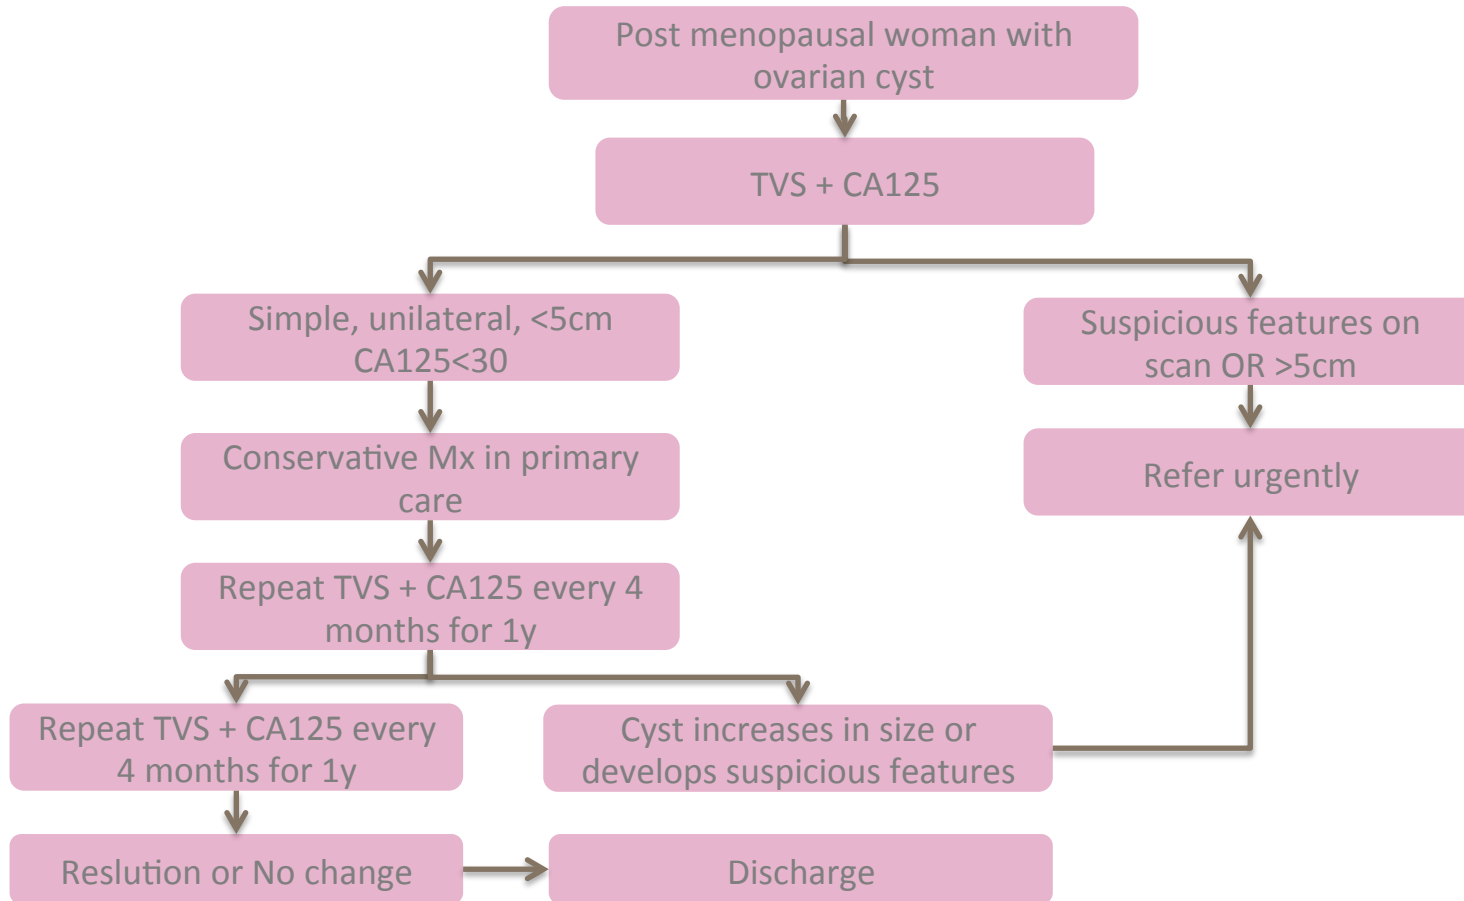 Post menopausal woman with
ovarian cyst
TVS + CA125
Simple, unilateral, <5cm
CA125<30
Suspicious features on
scan OR >5cm
Conservative Mx in primary
care
Refer urgently
Repeat TVS + CA125 every 4
months for 1y
Repeat TVS + CA125 every
4 months for 1y
Cyst increases in size or
develops suspicious features
Reslution or No change
Discharge